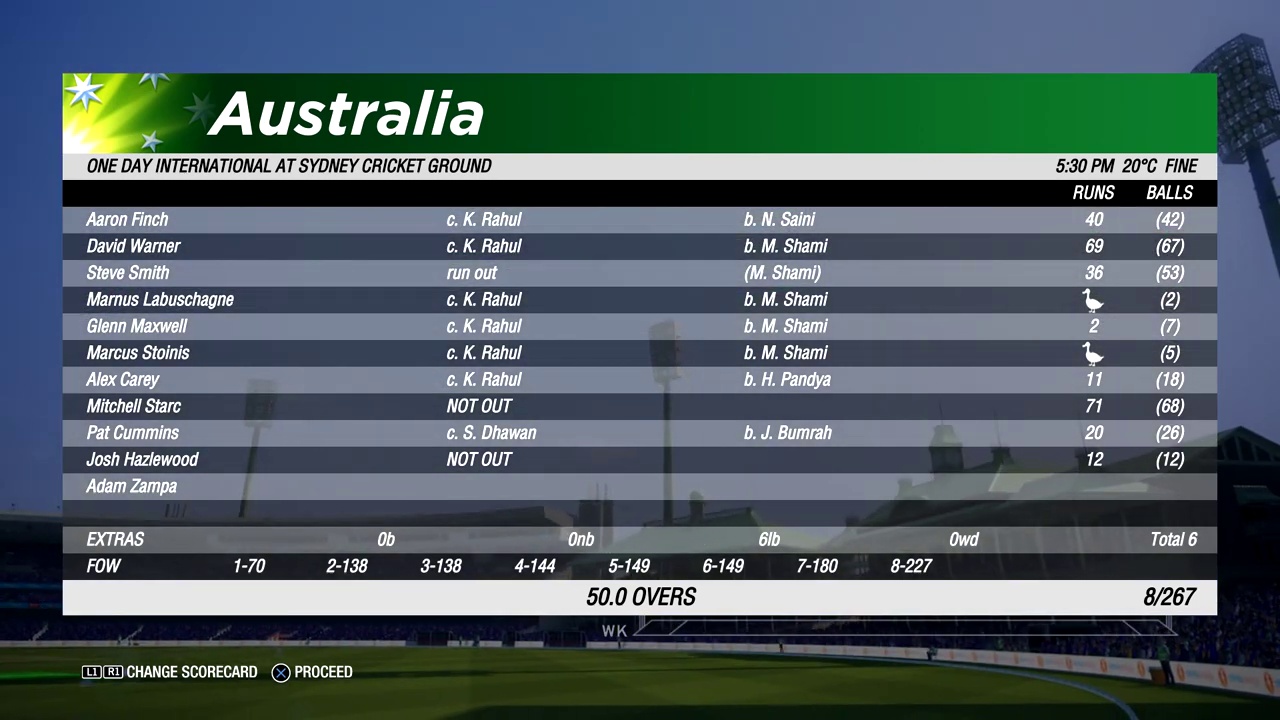 Australia
ONE DAY INTERNATIONAL AT SYDNEY CRICKET GROUND 5:30 PM 20°C FINE
RUNS BALLS
Aaron Finch c. K. Rahul b. N. Saini 40 (42)
David Warner c. K. Rahul b. M. Shami 69 (67)
Steve Smith run out (M. Shami) 36 (53)
Marnus Labuschagne c. K. Rahul b. M. Shami (2)
Glenn Maxwell c. K. Rahul b. M. Shami 2 (7)
Marcus Stoinis c. K. Rahul b. M. Shami (5)
Alex Carey c. K. Rahul b. H. Pandya 11 (18)
Mitchell Starc NOT OUT 71 (68)
Pat Cummins c. S. Dhawan b. J. Bumrah 20 (26)
Josh Hazlewood NOT OUT 12 (12)
Adam Zampa
EXTRAS 0b 0nb 6lb 0wd Total 6
FOW 1-70 2-138 3-138 4-144 5-149 6-149 7-180 8-227
50.0 OVERS 8/267
WK
L1 R1 CHANGE SCORECARD PROCEED